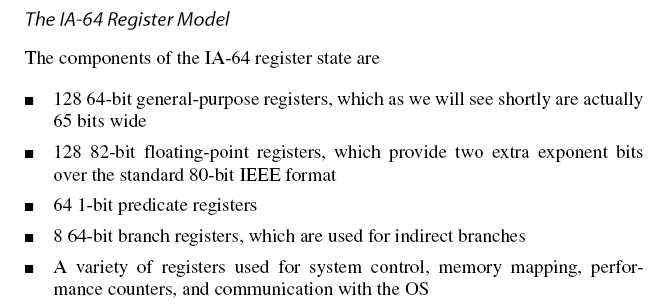 The IA-64 Register Model
The components of the IA-64 register state are
■ 128 64-bit general-purpose registers, which as we will see shortly are actually
65 bits wide
■ 128 82-bit floating-point registers, which provide two extra exponent bits
over the standard 80-bit IEEE format
■ 64 1-bit predicate registers
■ 8 64-bit branch registers, which are used for indirect branches
■ A variety of registers used for system control, memory mapping, perfor-
mance counters, and communication with the OS